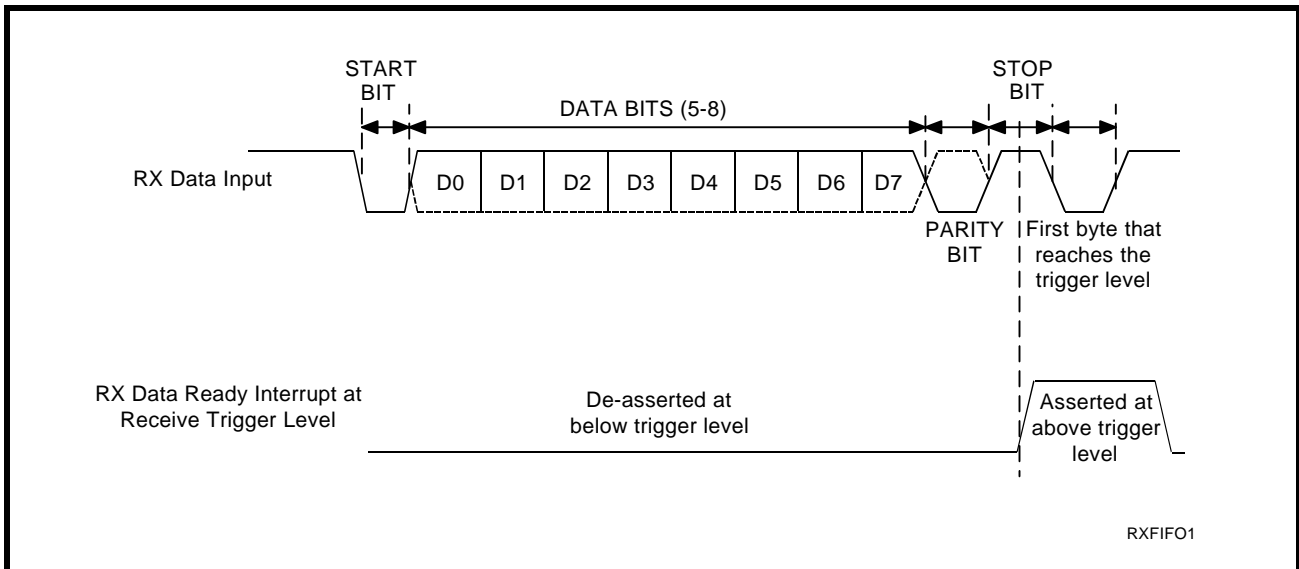 START
BIT
STOP
BIT
DATA BITS (5-8)
RX Data Input
D0 D1 D2 D3 D4 D5 D6 D7
PARITY
BIT
First byte that
reaches the
trigger level
RX Data Ready Interrupt at
Receive Trigger Level
De-asserted at
below trigger level
Asserted at
above trigger
level
RXFIFO1